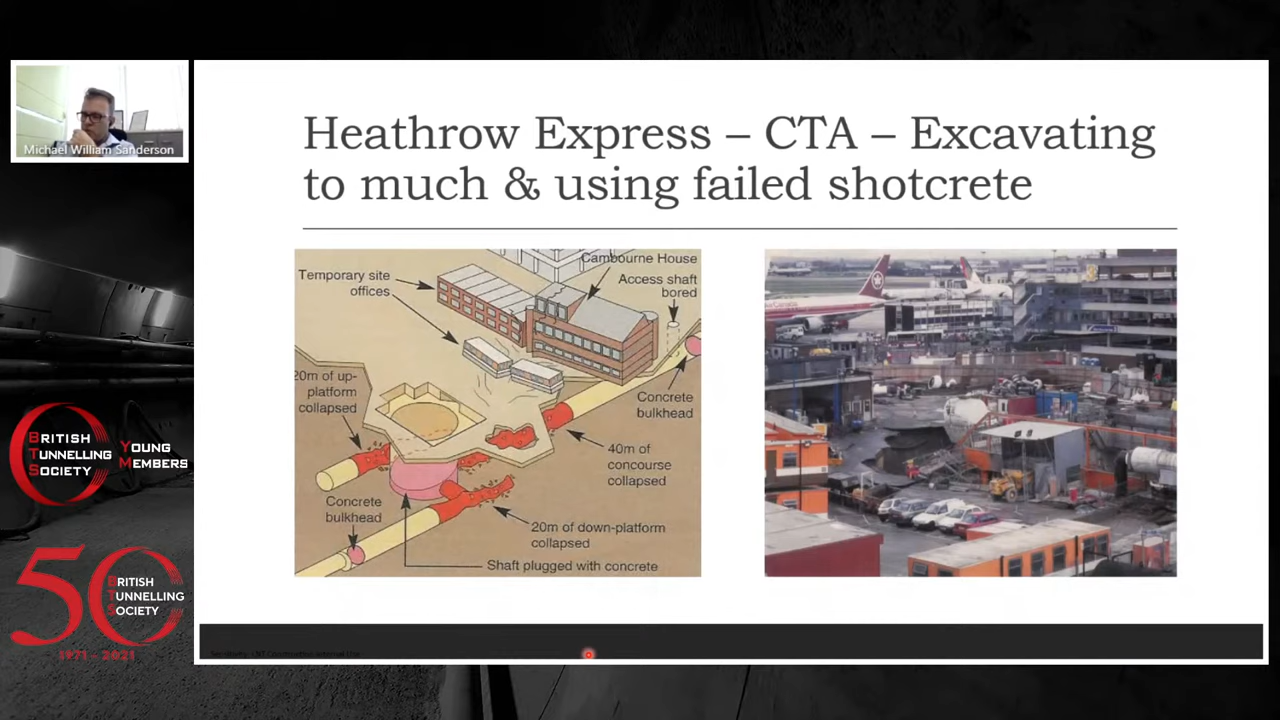 Michael William Sanderson
Heathrow Express – CTA – Excavating
to much & using failed shotcrete
Temporary site
offices
Cambourne House
Access shaft
bored
20m of up-
platform
collapsed
Concrete
bulkhead
40m of
concourse
collapsed
Concrete
bulkhead
20m of down-platform
collapsed
Shaft plugged with concrete
BRITISH
TUNNELLING
SOCIETY
YOUNG
MEMBERS
50
BRITISH
TUNNELLING
SOCIETY
1971 - 2021